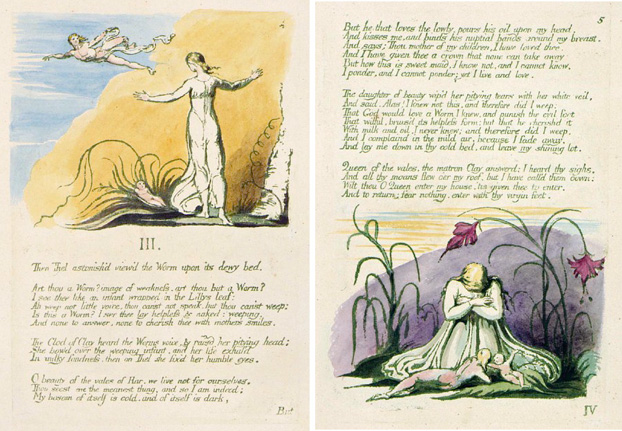 4
III.
Then Thel astonish'd view'd the Worm upon its dewy bed.
Art thou a Worm? image of weakness, art thou but a Worm?
I see thee like an infant wrapped in the Lillys leaf:
Ah weep not little voice, thou canst not speak, but thou canst weep;
Is this a Worm? I see thee lay helpless & naked: weeping,
And none to answer, none to cherish thee with mothers smiles.
The Clod of Clay heard the Worms voice, & rais'd her pitying head;
She bow'd over the weeping infant, and her life exhal'd
In milky fondness, then on Thel she fix'd her humble eyes.
O beauty of the vales of Har, we live not for ourselves,
Thou seest me the meanest thing, and so I am indeed;
My bosom of itself is cold, and of itself is dark,
But
5
But he that loves the lowly, pours his oil upon my head,
And kisses me, and binds his nuptial bands around my breast.
And says; Thou mother of my children, I have loved thee.
And I have given thee a crown that none can take away
But how this is sweet maid, I know not, and I cannot know,
I ponder, and I cannot ponder; yet I live and love.
The daughter of beauty wip'd her pitying tears with her white veil,
And said. Alas! I knew not this, and therefore did I weep:
That God would love a Worm I knew, and punish the evil foot
That wilful, bruis'd its helpless form: but that he cherish'd it
With milk and oil, I never knew; and therefore did I weep,
And I complaind in the mild air, because I fade away,
And lay me down in thy cold bed, and leave my shining lot.
Queen of the vales, the matron Clay answerd; I heard thy sighs,
And all thy moans flew o'er my roof, but I have call'd them down:
Wilt thou O Queen enter my house, tis given thee to enter,
And to return; fear nothing, enter with thy virgin feet.
IV